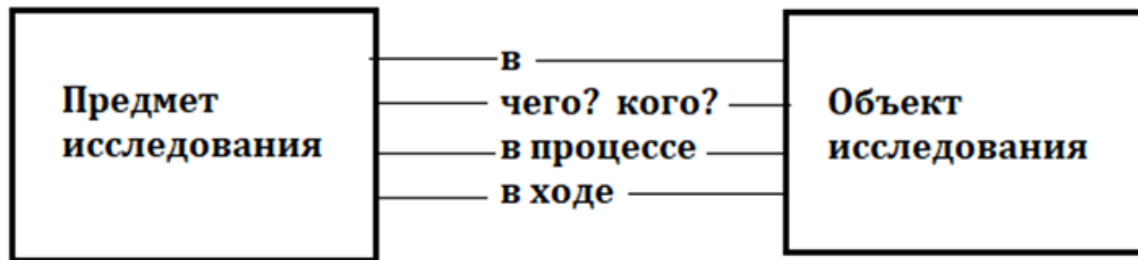 Предмет
исследования
в
чего? кого?
в процессе
в ходе
Объект
исследования